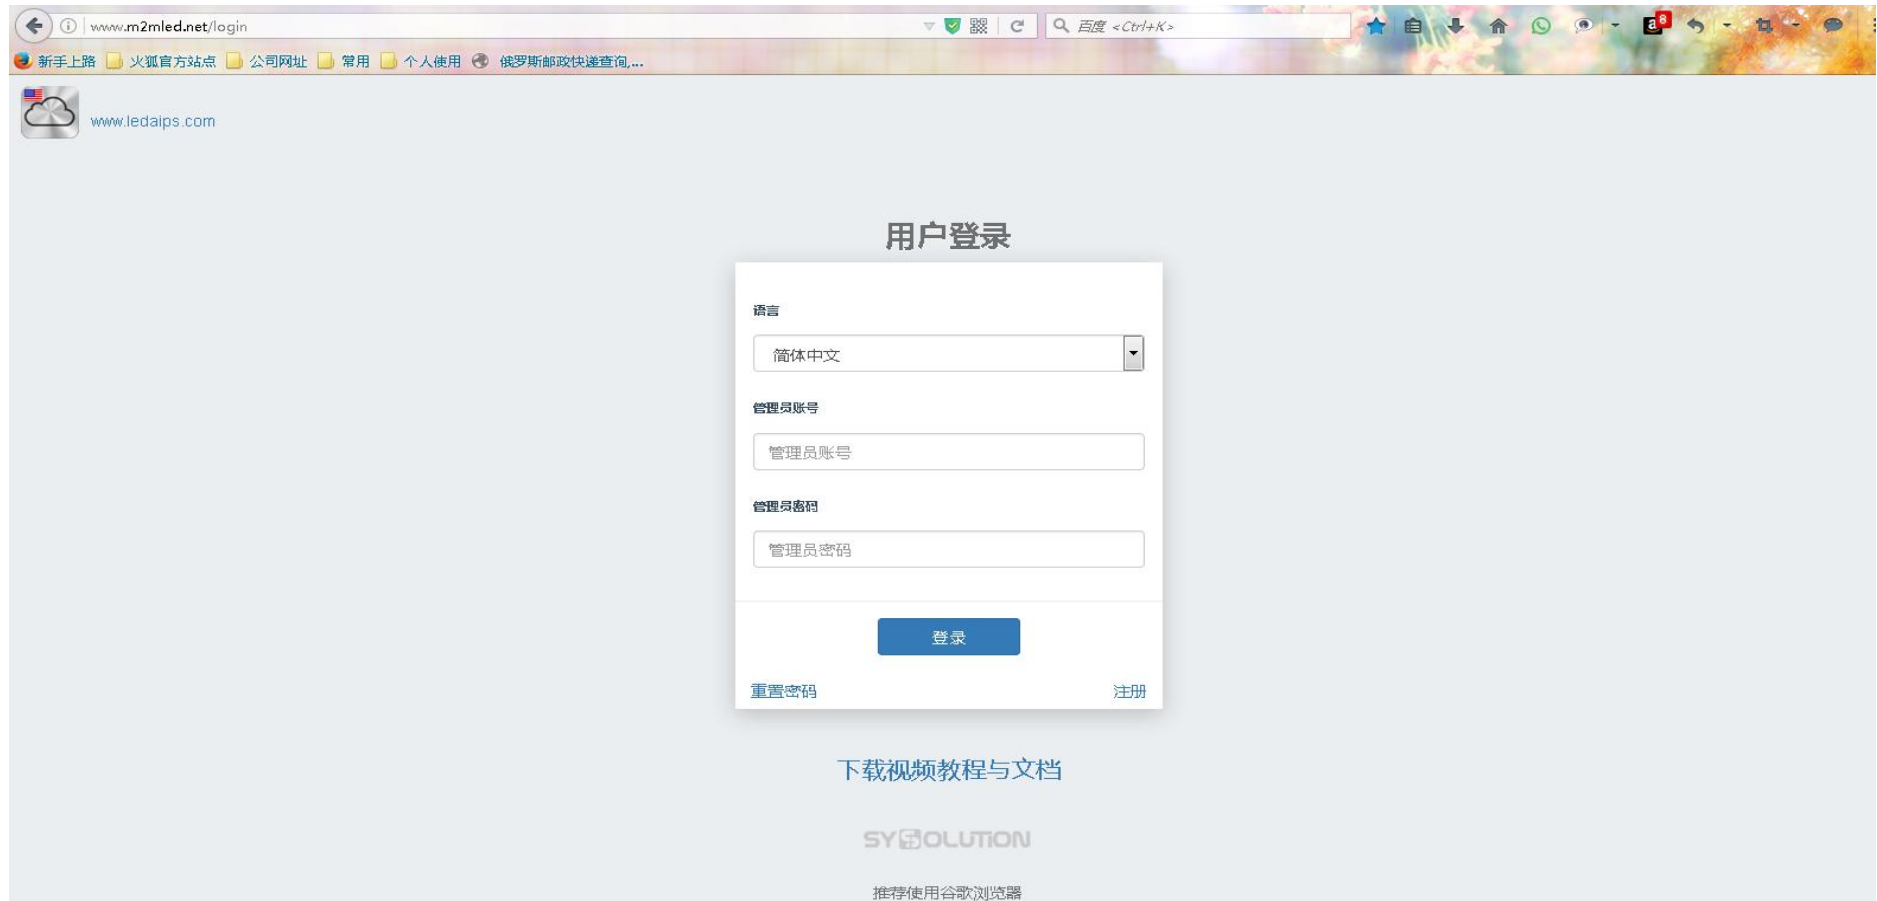 www.m2mled.net/login
百度 <Ctrl+K>
8
新手上路 火狐官方站点 公司网址 常用 个人使用 俄罗斯邮政快递查询,...
www.ledaips.com
用户登录
语言
简体中文
管理员账号
管理员账号
管理员密码
管理员密码
登录
重置密码 注册
下载视频教程与文档
SYSOLUTION
推荐使用谷歌浏览器